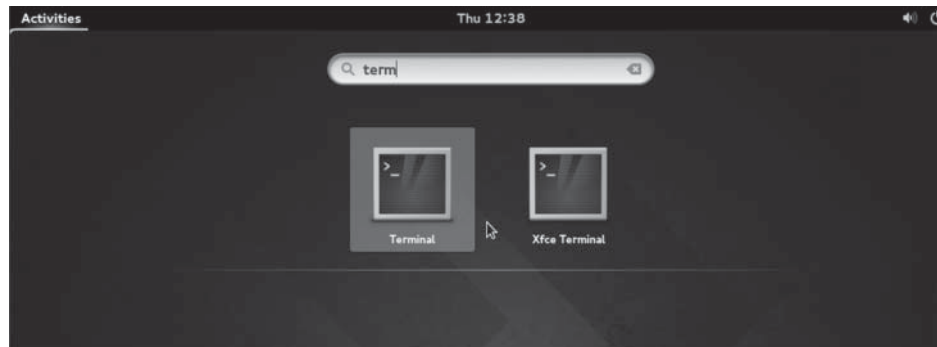 Activities
Thu 12:38
term
>_
>_
Terminal
Xfce Terminal